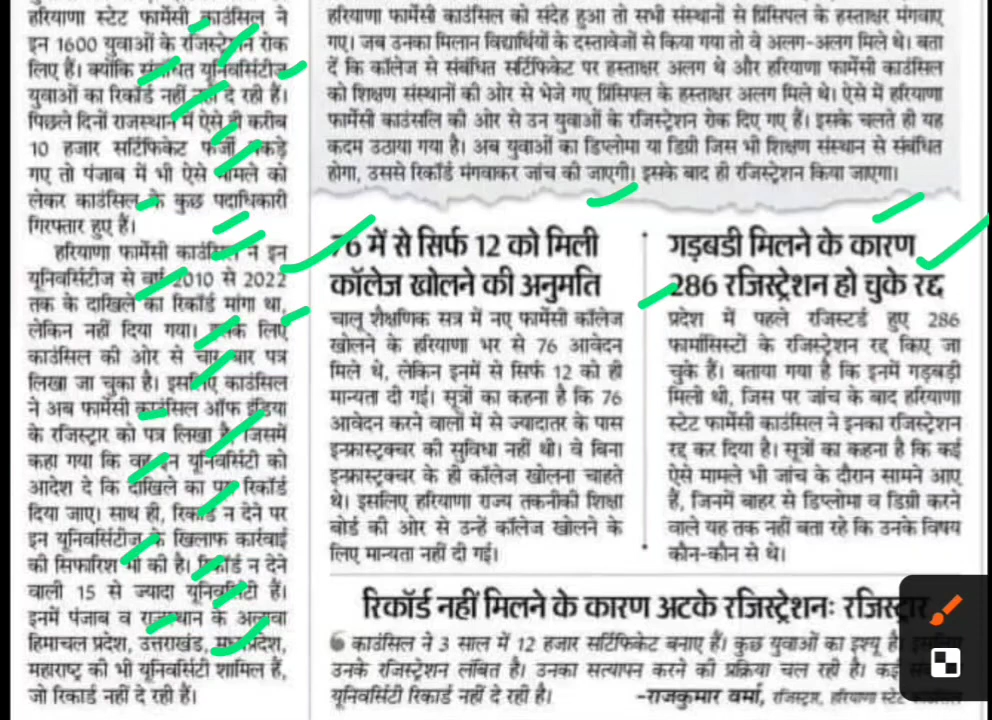 हरियाणा स्टेट फार्मेसी काउंसिल ने
इन 1600 युवाओं के रजिस्ट्रेशन रोक
लिए हैं। क्योंकि संबंधित यूनिवर्सिटीज
युवाओं का रिकॉर्ड नहीं दे रही हैं।
पिछले दिनों राजस्थान में ऐसे ही करीब
10 हजार सर्टिफिकेट फर्जी पकड़े
गए तो पंजाब में भी ऐसे मामले को
लेकर काउंसिल के कुछ पदाधिकारी
गिरफ्तार हुए हैं।
हरियाणा फार्मेसी काउंसिल ने इन
यूनिवर्सिटीज से वर्ष 2010 से 2022
तक के दाखिले का रिकॉर्ड मांगा था,
लेकिन नहीं दिया गया। इसके लिए
काउंसिल की ओर से चार बार पत्र
लिखा जा चुका है। इसलिए काउंसिल
ने अब फार्मेसी काउंसिल ऑफ इंडिया
के रजिस्ट्रार को पत्र लिखा है, जिसमें
कहा गया कि वह इन यूनिवर्सिटी को
आदेश दे कि दाखिले का पूरा रिकॉर्ड
दिया जाए। साथ ही, रिकॉर्ड न देने पर
इन यूनिवर्सिटीज के खिलाफ कार्रवाई
की सिफारिश भी की है। रिकॉर्ड न देने
वाली 15 से ज्यादा यूनिवर्सिटी हैं।
इनमें पंजाब व राजस्थान के अलावा
हिमाचल प्रदेश, उत्तराखंड, मध्यप्रदेश,
महाराष्ट्र की भी यूनिवर्सिटी शामिल हैं,
जो रिकार्ड नहीं दे रही हैं।
हरियाणा फार्मेसी काउंसिल को संदेह हुआ तो सभी संस्थानों से प्रिंसिपल के हस्ताक्षर मंगवाए
गए। जब उनका मिलान विद्यार्थियों के दस्तावेजों से किया गया तो वे अलग-अलग मिले थे। बता
दें कि कॉलेज से संबंधित सर्टिफिकेट पर हस्ताक्षर अलग थे और हरियाणा फार्मेसी काउंसिल
को शिक्षण संस्थानों की ओर से भेजे गए प्रिंसिपल के हस्ताक्षर अलग मिले थे। ऐसे में हरियाणा
फार्मेसी काउंसलि की ओर से उन युवाओं के रजिस्ट्रेशन रोक दिए गए हैं। इसके चलते ही यह
कदम उठाया गया है। अब युवाओं का डिप्लोमा या डिग्री जिस भी शिक्षण संस्थान से संबंधित
होगा, उससे रिकॉर्ड मंगवाकर जांच की जाएगी। इसके बाद ही रजिस्ट्रेशन किया जाएगा।
76 में से सिर्फ 12 को मिली
कॉलेज खोलने की अनुमति
चालू शैक्षणिक सत्र में नए फार्मेसी कॉलेज
खोलने के हरियाणा भर से 76 आवेदन
मिले थे, लेकिन इनमें से सिर्फ 12 को ही
मान्यता दी गई। सूत्रों का कहना है कि 76
आवेदन करने वालों में से ज्यादातर के पास
इन्फ्रास्ट्रक्चर की सुविधा नहीं थी। वे बिना
इन्फ्रास्ट्रक्चर के ही कॉलेज खोलना चाहते
थे। इसलिए हरियाणा राज्य तकनीकी शिक्षा
बोर्ड की ओर से उन्हें कॉलेज खोलने के
लिए मान्यता नहीं दी गई।
गड़बडी मिलने के कारण
286 रजिस्ट्रेशन हो चुके रद्द
प्रदेश में पहले रजिस्टर्ड हुए 286
फार्मासिस्टों के रजिस्ट्रेशन रद्द किए जा
चुके हैं। बताया गया है कि इनमें गड़बड़ी
मिली थी, जिस पर जांच के बाद हरियाणा
स्टेट फार्मेसी काउंसिल ने इनका रजिस्ट्रेशन
रद्द कर दिया है। सूत्रों का कहना है कि कई
ऐसे मामले भी जांच के दौरान सामने आए
हैं, जिनमें बाहर से डिप्लोमा व डिग्री करने
वाले यह तक नहीं बता रहे कि उनके विषय
कौन-कौन से थे।
रिकॉर्ड नहीं मिलने के कारण अटके रजिस्ट्रेशनः रजिस्ट्रार
काउंसिल ने 3 साल में 12 हजार सर्टिफिकेट बनाए हैं। कुछ युवाओं का इश्यू है। इसलिए
उनके रजिस्ट्रेशन लंबित है। उनका सत्यापन करने की प्रक्रिया चल रही है। कई
यूनिवर्सिटी रिकार्ड नहीं दे रही है।
-राजकुमार वर्मा, रजिस्ट्रार, हरियाणा स्टेट काउंसिल